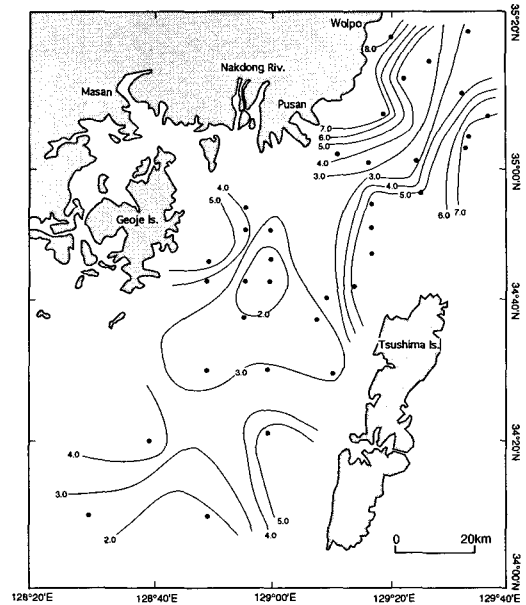 35°20'N
Wolpo
8.0
Nakdong Riv.
Masan
Pusan
7.0
6.0
5.0
4.0
3.0
35°00'N
3.0
4.0
5.0
4.0
5.0
6.0
7.0
Geoje Is.
34°40'N
2.0
Tsushima Is.
3.0
34°20'N
4.0
3.0
2.0
5.0
4.0
0 20km
34°00'N
128°20'E 128°40'E 129°00'E 129°20'E 129°40'E